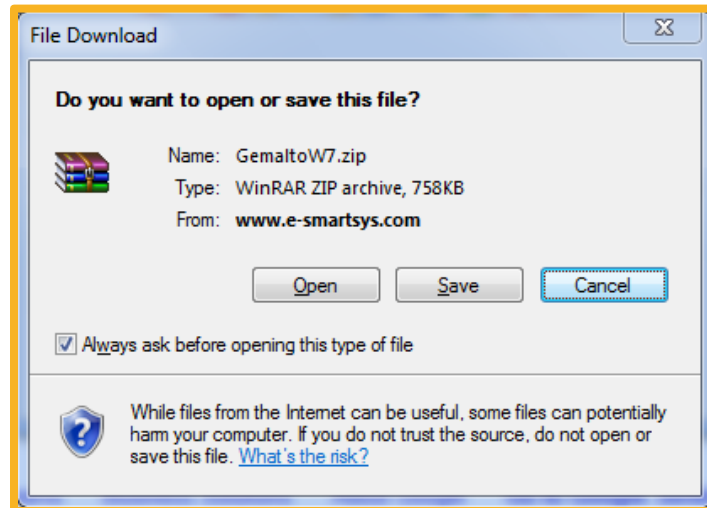 File Download
Do you want to open or save this file?
Name: GemaltoW7.zip
Type: WinRAR ZIP archive, 758KB
From: www.e-smartsys.com
Open Save Cancel
Always ask before opening this type of file
While files from the Internet can be useful, some files can potentially
harm your computer. If you do not trust the source, do not open or
save this file. What's the risk?